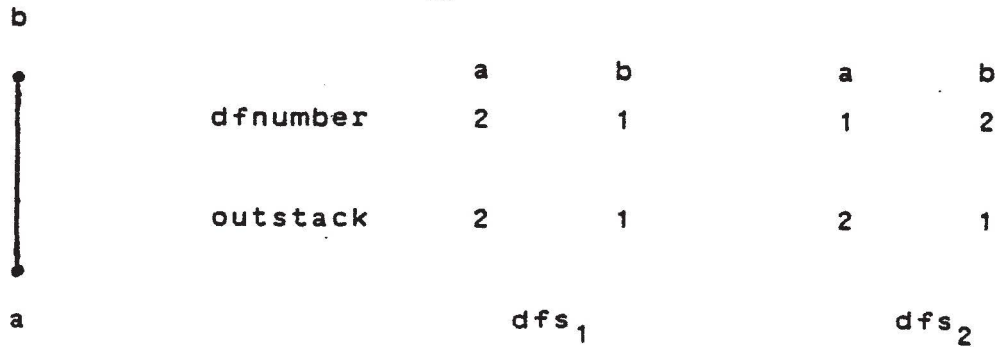 b
a b a b
dfnumber 2 1 1 2
outstack 2 1 2 1
a dfs₁ dfs₂